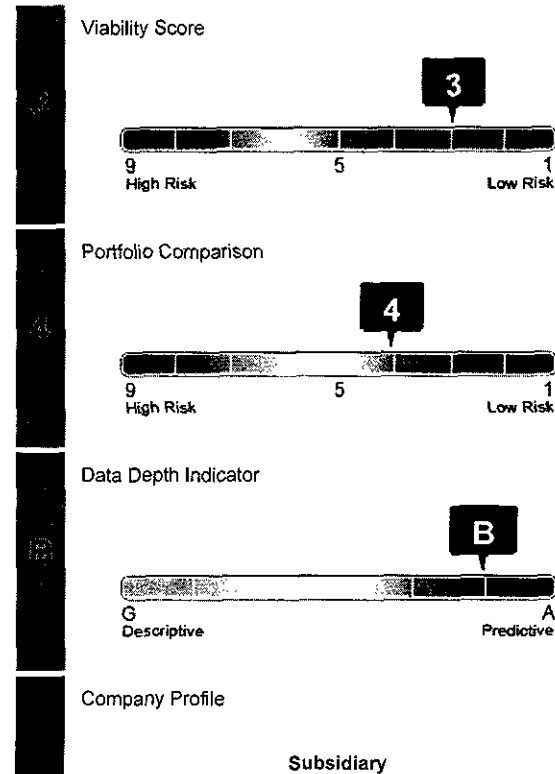 Viability Score
3
9 5 1
High Risk Low Risk
Portfolio Comparison
4
9 5 1
High Risk Low Risk
Data Depth Indicator
B
G A
Descriptive Predictive
Company Profile
Subsidiary